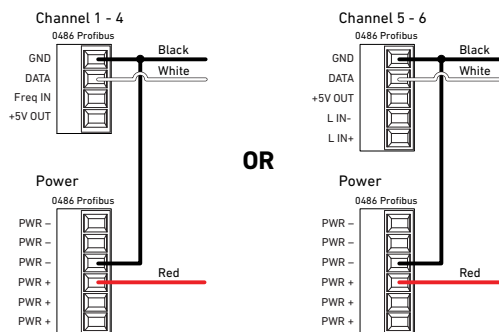 Channel 1 - 4
0486 Profibus
GND
Black
DATA
White
Freq IN
+5V OUT
Power
0486 Profibus
PWR –
PWR –
PWR –
PWR +
Red
PWR +
PWR +
OR
Channel 5 - 6
0486 Profibus
GND
Black
DATA
White
+5V OUT
L IN-
L IN+
Power
0486 Profibus
PWR –
PWR –
PWR –
PWR +
Red
PWR +
PWR +